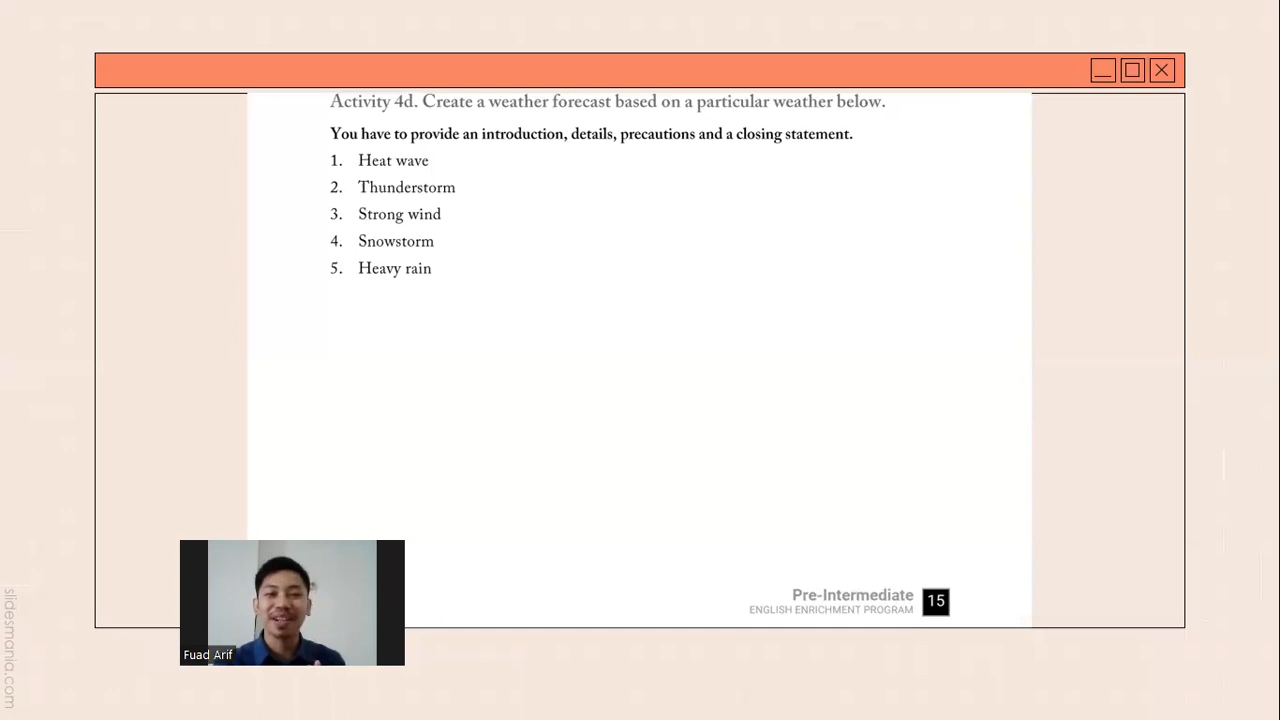 Activity 4d. Create a weather forecast based on a particular weather below.
You have to provide an introduction, details, precautions and a closing statement.
1. Heat wave
2. Thunderstorm
3. Strong wind
4. Snowstorm
5. Heavy rain
Pre-Intermediate
ENGLISH ENRICHMENT PROGRAM
15
Fuad Arif
slidesmania.com